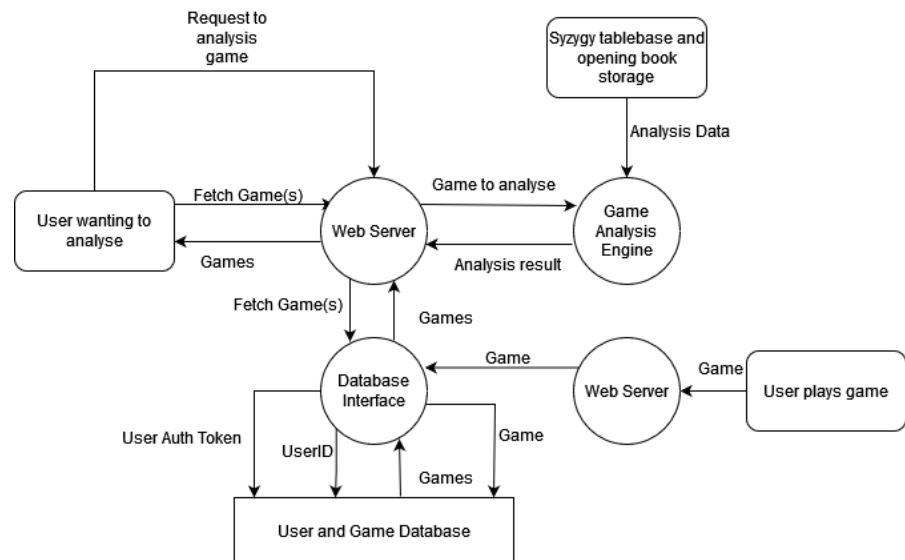 Request to
analysis
game
Syzygy tablebase and
opening book
storage
Analysis Data
Fetch Game(s)
Game to analyse
User wanting to
analyse
Web Server
Game
Analysis
Engine
Games
Analysis result
Fetch Game(s)
Games
Database
Interface
Game
Web Server
Game
User plays game
User Auth Token
UserID
Game
Games
User and Game Database